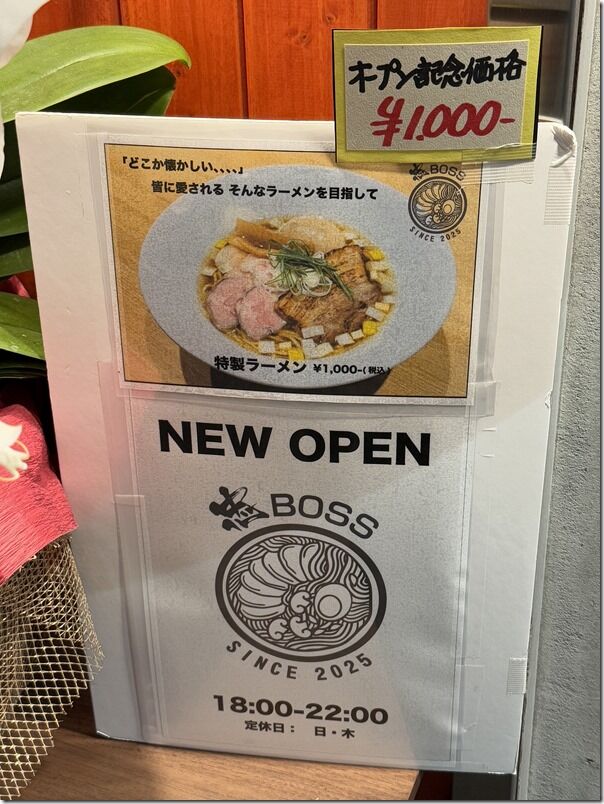 オープン記念価格
¥1.000-
「どこか懐かしい、、、、」
皆に愛される そんなラーメンを目指して
BOSS
SINCE 2025
特製ラーメン ¥1,000-(税込)
NEW OPEN
BOSS
SINCE 2025
18:00-22:00
定休日： 日・木